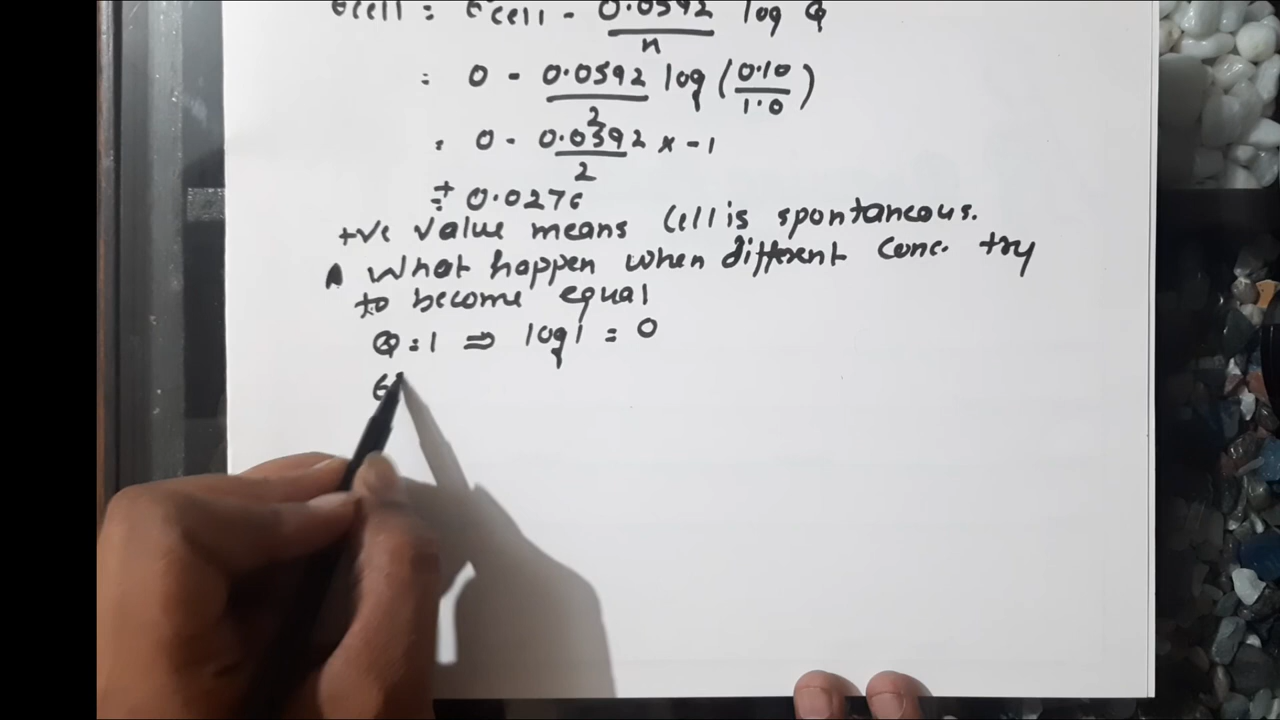 Ecell = E°cell - 0.0592/n log Q
= 0 - 0.0592/2 log (0.10/1.0)
= 0 - 0.0592/2 x -1
= + 0.0276
+ve value means Cell is spontaneous.
What happen when different conc. try
to become equal
Q = 1 ⇒ log 1 = 0
E